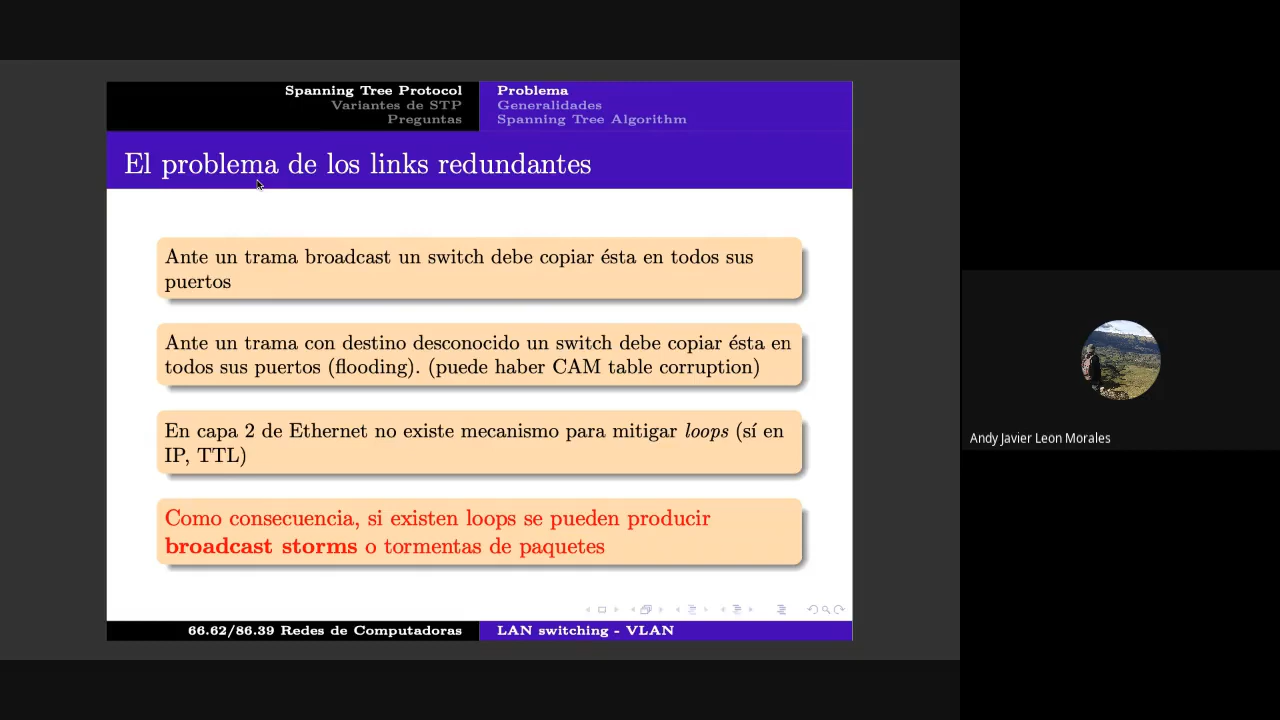 Spanning Tree Protocol
Variantes de STP
Preguntas
Problema
Generalidades
Spanning Tree Algorithm
El problema de los links redundantes
Ante un trama broadcast un switch debe copiar ésta en todos sus
puertos
Ante un trama con destino desconocido un switch debe copiar ésta en
todos sus puertos (flooding). (puede haber CAM table corruption)
En capa 2 de Ethernet no existe mecanismo para mitigar loops (sí en
IP, TTL)
Como consecuencia, si existen loops se pueden producir
broadcast storms o tormentas de paquetes
66.62/86.39 Redes de Computadoras
LAN switching - VLAN
Andy Javier Leon Morales